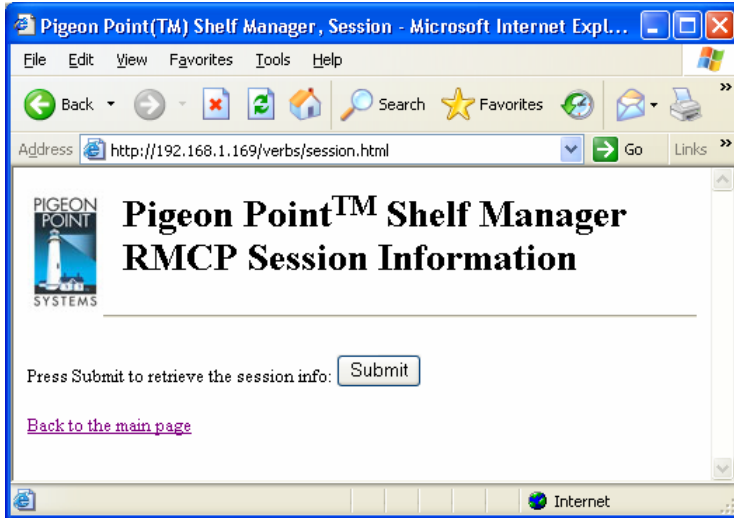 Pigeon Point(TM) Shelf Manager, Session - Microsoft Internet Expl...
File Edit View Favorites Tools Help
Back Search Favorites »
Address http://192.168.1.169/verbs/session.html Go Links »
PIGEON
POINT
SYSTEMS
Pigeon Point™ Shelf Manager
RMCP Session Information
Press Submit to retrieve the session info: Submit
Back to the main page
Internet